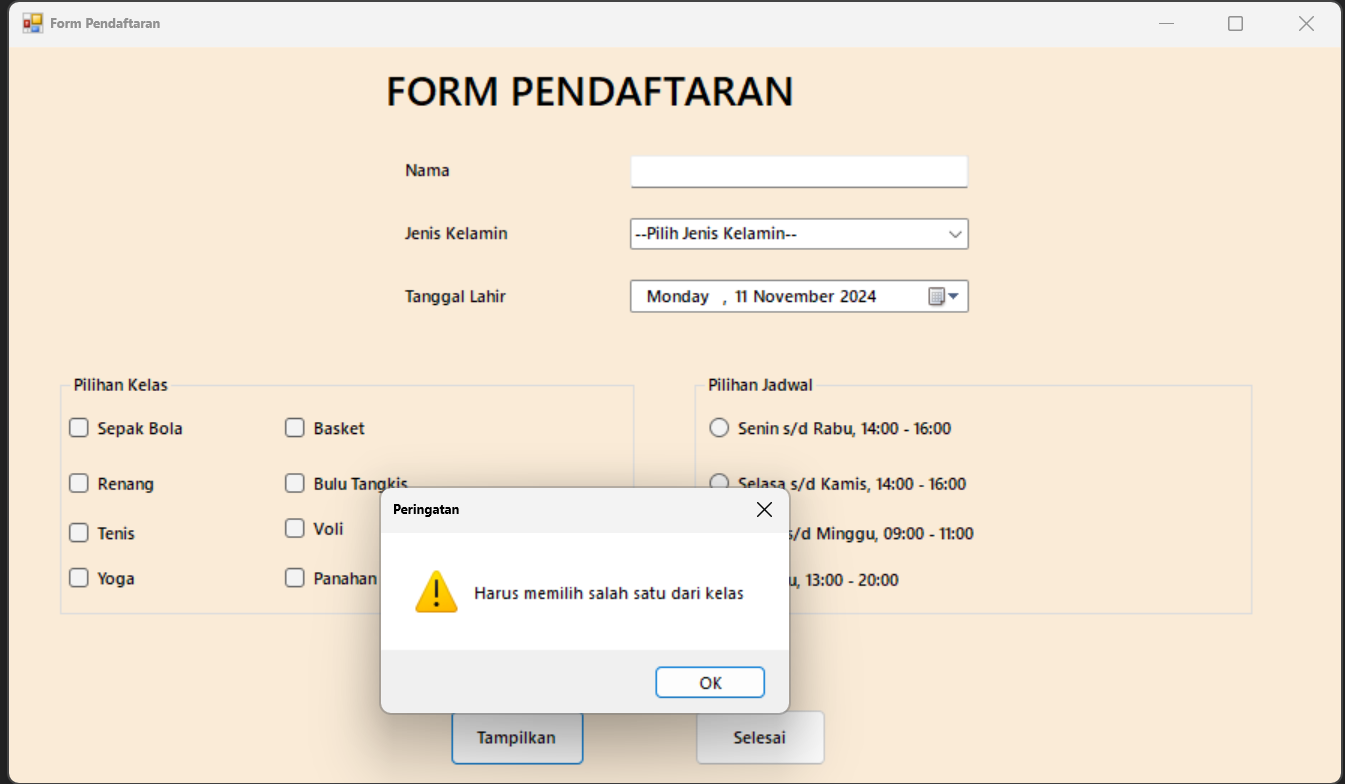 Form Pendaftaran
FORM PENDAFTARAN
Nama
Jenis Kelamin --Pilih Jenis Kelamin--
Tanggal Lahir Monday , 11 November 2024
Pilihan Kelas
Sepak Bola Basket
Renang Bulu Tangkis
Tenis Voli
Yoga Panahan
Pilihan Jadwal
Senin s/d Rabu, 14:00 - 16:00
Selasa s/d Kamis, 14:00 - 16:00
s/d Minggu, 09:00 - 11:00
13:00 - 20:00
Peringatan
Harus memilih salah satu dari kelas
OK
Tampilkan Selesai